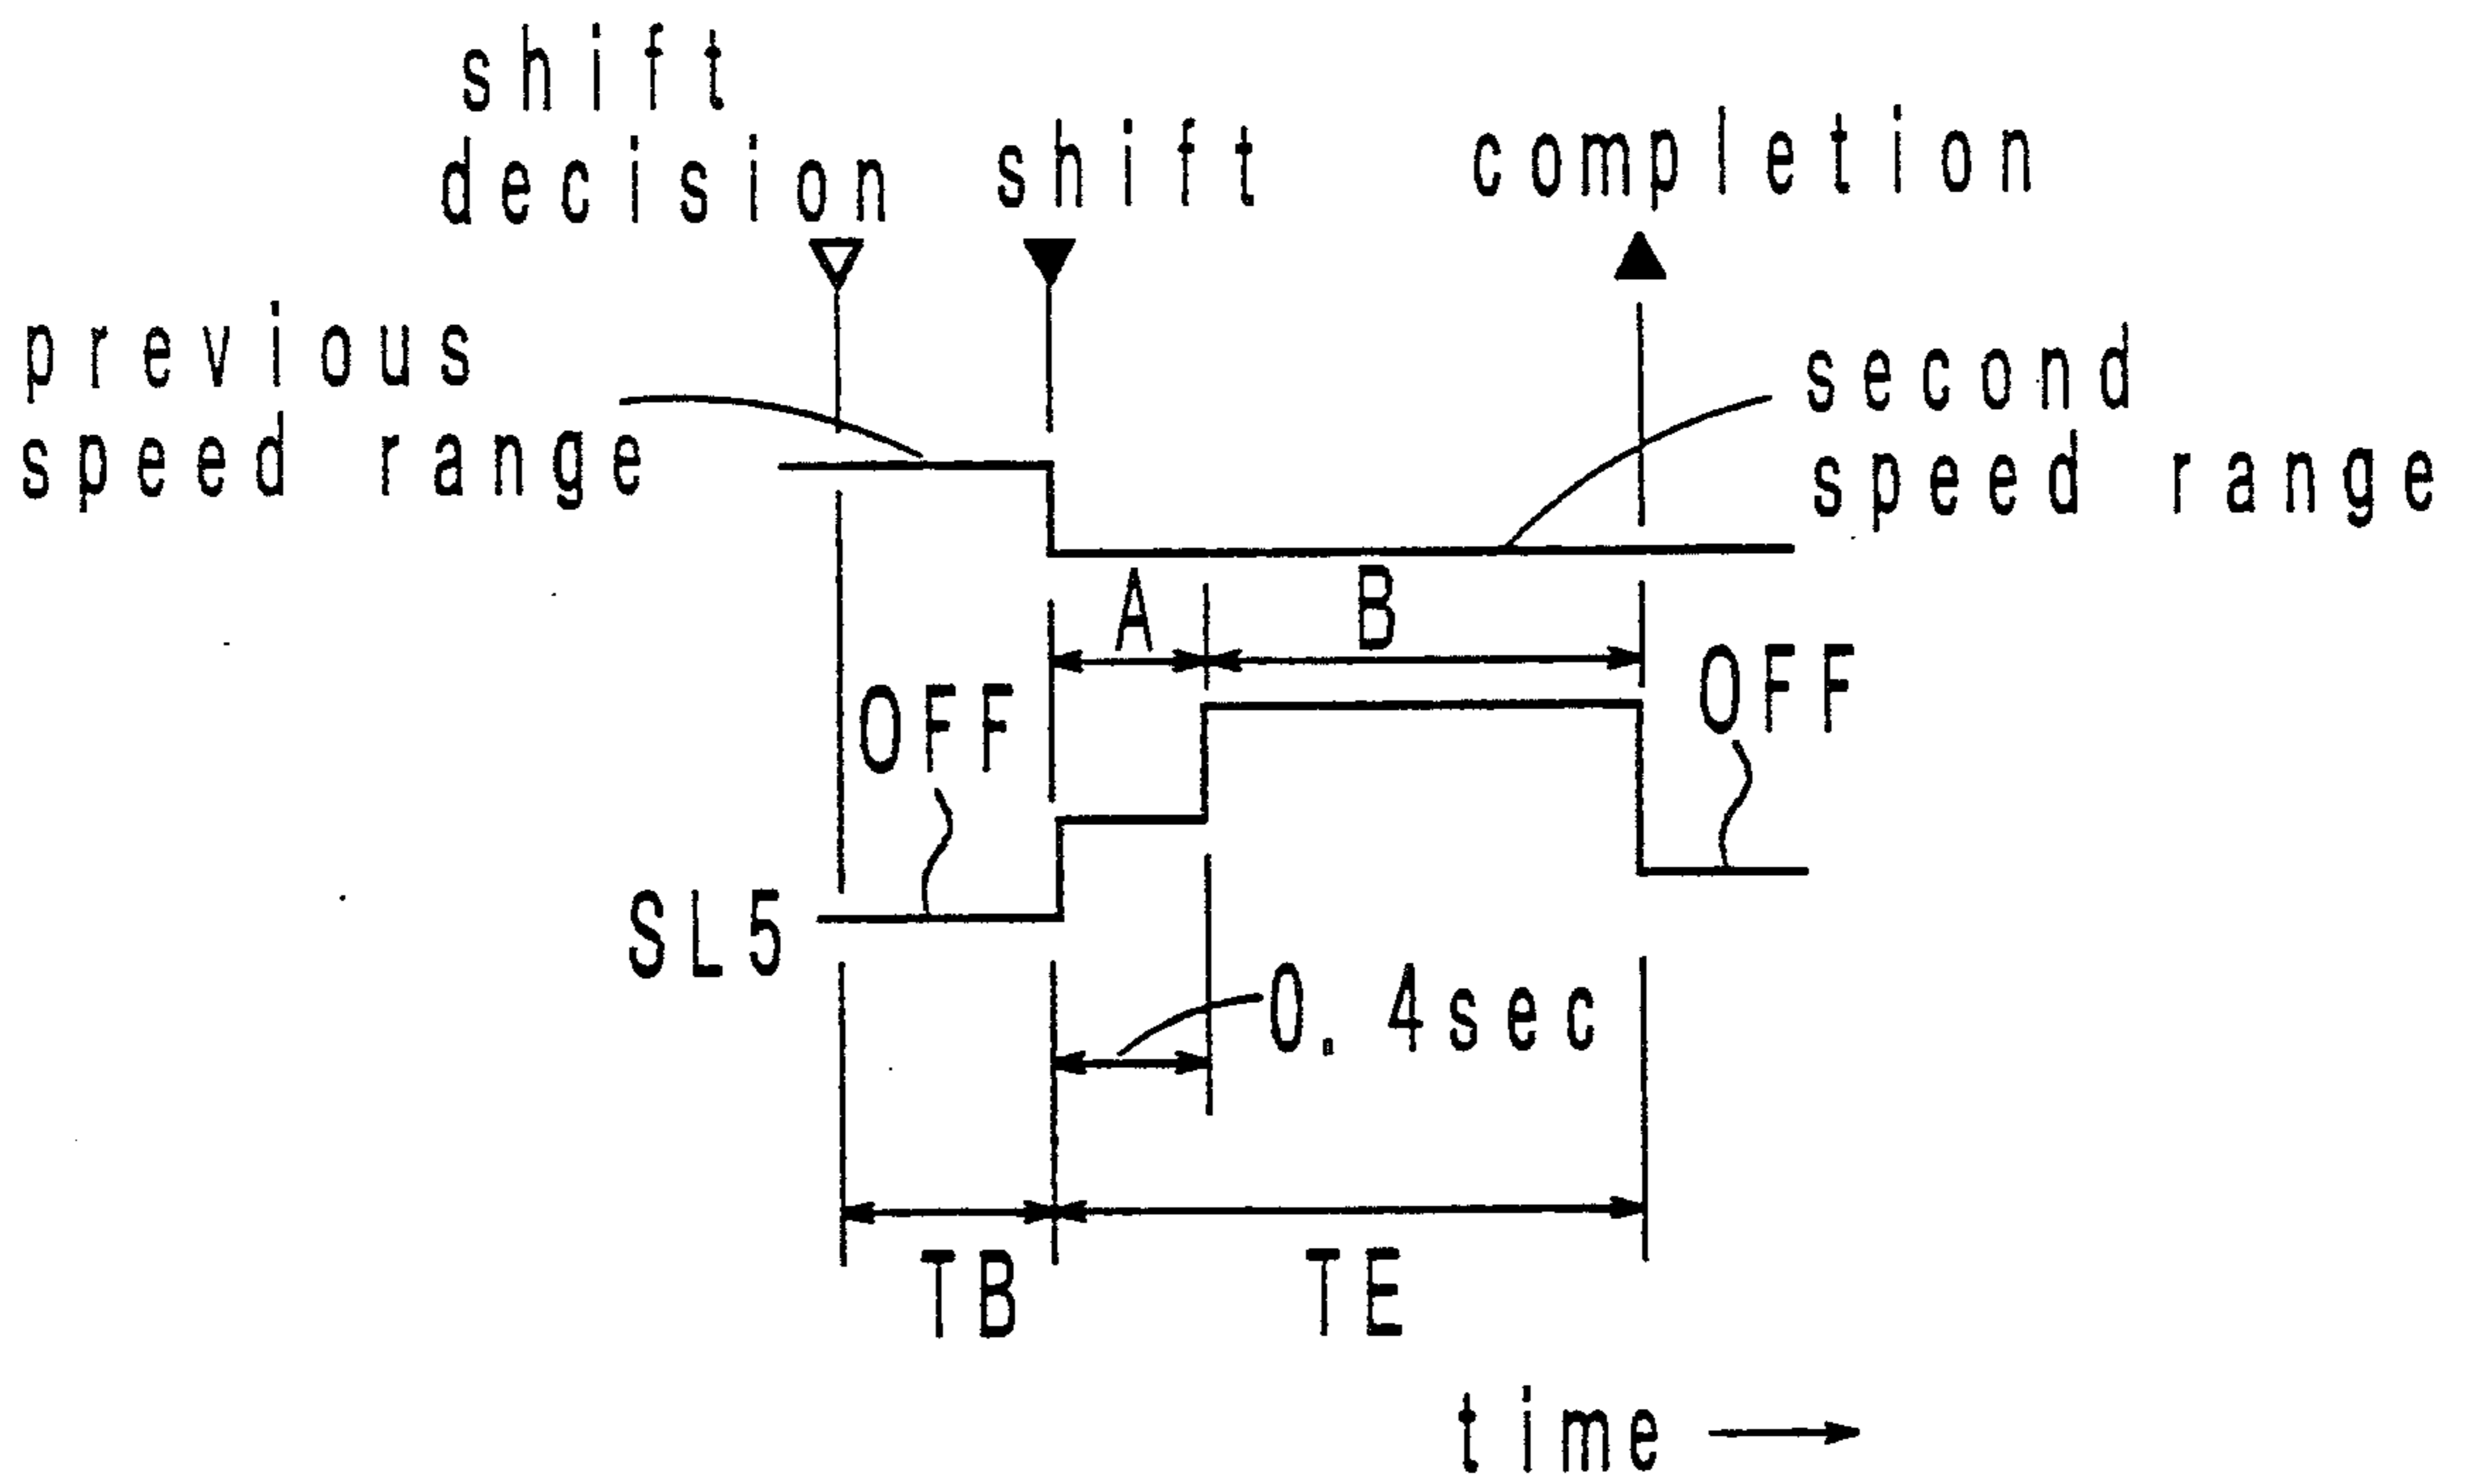 shift
decision
shift
completion
previous
speed range
second
speed range
A
B
OFF
OFF
SL5
0.4sec
TB
TE
time